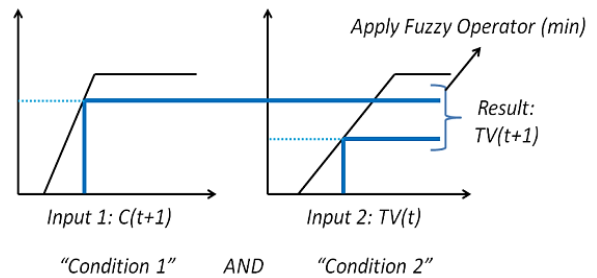 Apply Fuzzy Operator (min)
Result:
TV(t+1)
Input 1: C(t+1) Input 2: TV(t)
“Condition 1” AND “Condition 2”